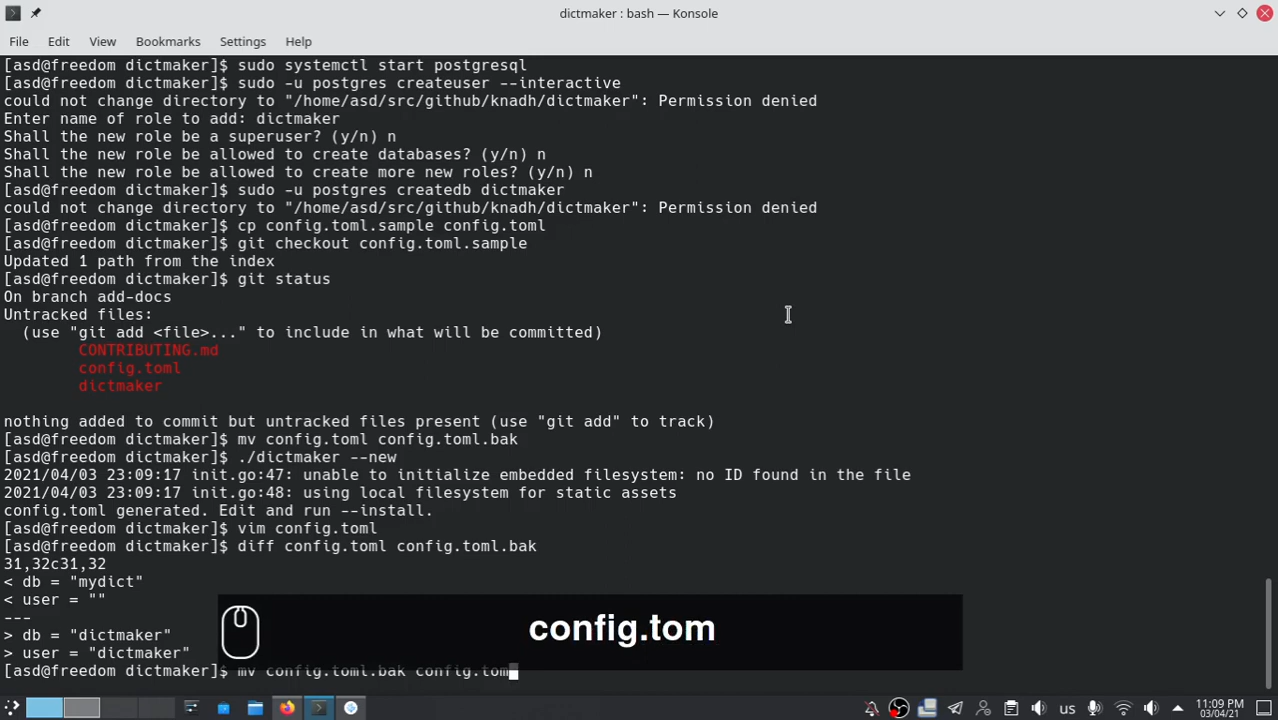 dictmaker : bash — Konsole
File Edit View Bookmarks Settings Help
[asd@freedom dictmaker]$ sudo systemctl start postgresql
[asd@freedom dictmaker]$ sudo -u postgres createuser --interactive
could not change directory to "/home/asd/src/github/knadh/dictmaker": Permission denied
Enter name of role to add: dictmaker
Shall the new role be a superuser? (y/n) n
Shall the new role be allowed to create databases? (y/n) n
Shall the new role be allowed to create more new roles? (y/n) n
[asd@freedom dictmaker]$ sudo -u postgres createdb dictmaker
could not change directory to "/home/asd/src/github/knadh/dictmaker": Permission denied
[asd@freedom dictmaker]$ cp config.toml.sample config.toml
[asd@freedom dictmaker]$ git checkout config.toml.sample
Updated 1 path from the index
[asd@freedom dictmaker]$ git status
On branch add-docs
Untracked files:
(use "git add <file>..." to include in what will be committed)
CONTRIBUTING.md
config.toml
dictmaker
nothing added to commit but untracked files present (use "git add" to track)
[asd@freedom dictmaker]$ mv config.toml config.toml.bak
[asd@freedom dictmaker]$ ./dictmaker --new
2021/04/03 23:09:17 init.go:47: unable to initialize embedded filesystem: no ID found in the file
2021/04/03 23:09:17 init.go:48: using local filesystem for static assets
config.toml generated. Edit and run --install.
[asd@freedom dictmaker]$ vim config.toml
[asd@freedom dictmaker]$ diff config.toml config.toml.bak
31,32c31,32
< db = "mydict"
< user = ""
---
> db = "dictmaker"
> user = "dictmaker"
config.tom
[asd@freedom dictmaker]$ mv config.toml.bak config.tom
us
11:09 PM
03/04/21